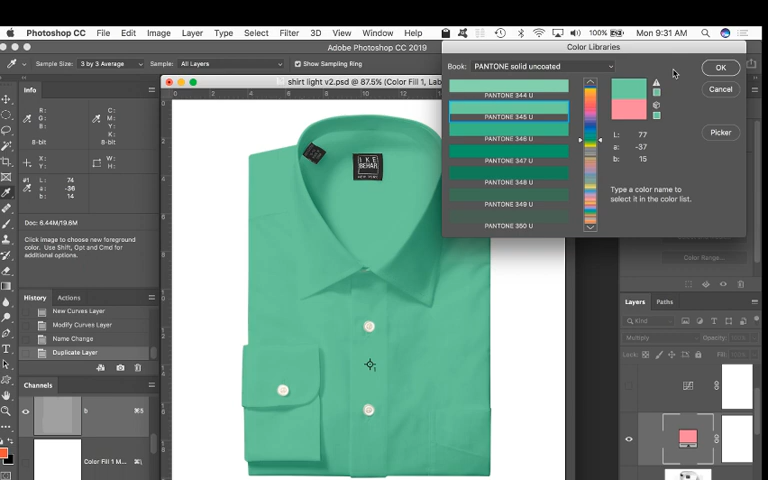 Photoshop CC File Edit Image Layer Type Select Filter 3D View Window Help 100% Mon 9:31 AM
Adobe Photoshop CC 2019
Sample Size: 3 by 3 Average Sample: All Layers Show Sampling Ring
Color Libraries
Book: PANTONE solid uncoated
OK
Cancel
Picker
PANTONE 344 U
PANTONE 345 U
PANTONE 346 U
PANTONE 347 U
PANTONE 348 U
PANTONE 349 U
PANTONE 350 U
L: 77
a: -37
b: 15
Type a color name to
select it in the color list.
shirt light v2.psd @ 87.5% (Color Fill 1, Lab
Info
R:
G:
B:
8-bit
C:
M:
Y:
K:
8-bit
X:
Y:
W:
H:
#1 L: 74
a: -36
b: 14
Doc: 6.44M/19.6M
Click image to choose new foreground
color. Use Shift, Opt and Cmd for
additional options.
History Actions
New Curves Layer
Modify Curves Layer
Name Change
Duplicate Layer
Channels
b ⌘5
Color Fill 1 M... ⌘\
IKE
BEHAR
NEW YORK
1
Color Range...
Layers Paths
Kind
Multiply Opacity:
Lock: Fill: